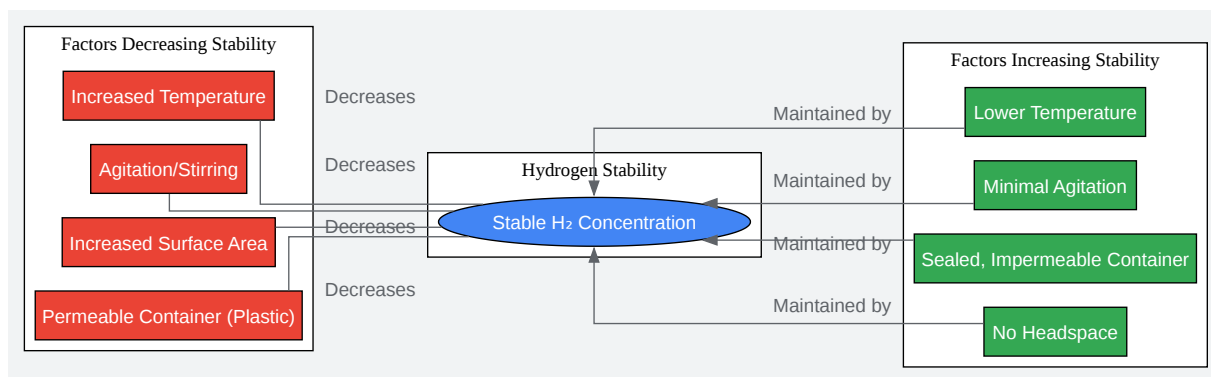 Factors Decreasing Stability
Increased Temperature
Agitation/Stirring
Increased Surface Area
Permeable Container (Plastic)
Decreases
Decreases
Decreases
Decreases
Hydrogen Stability
Stable H₂ Concentration
Maintained by
Maintained by
Maintained by
Maintained by
Factors Increasing Stability
Lower Temperature
Minimal Agitation
Sealed, Impermeable Container
No Headspace